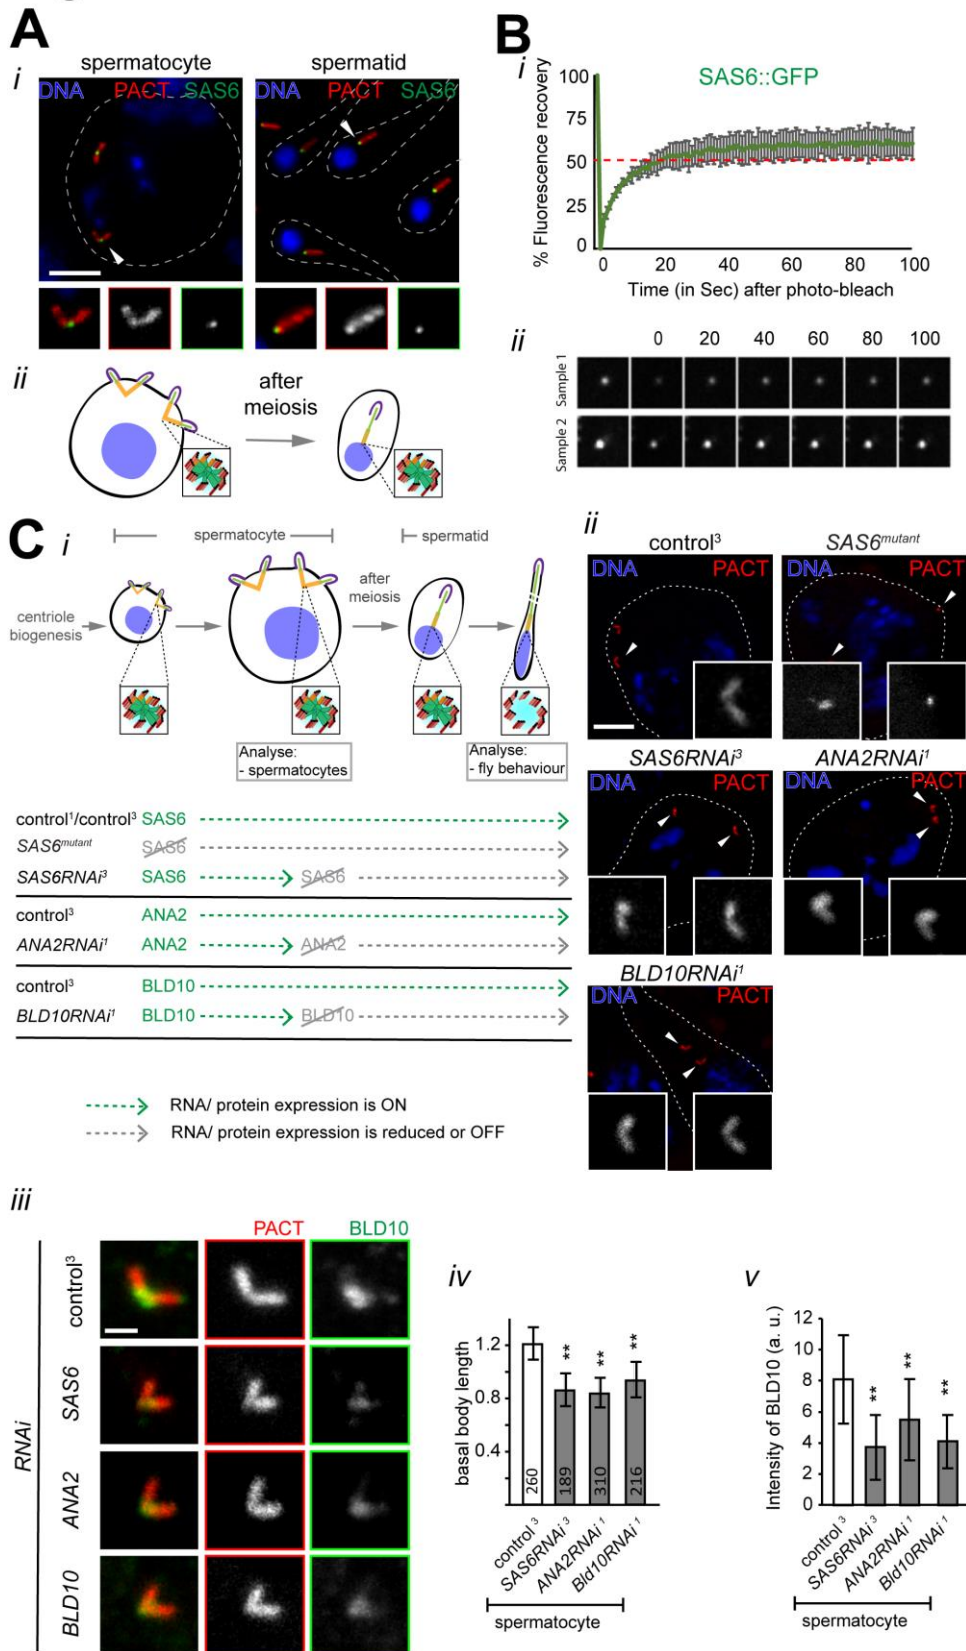 A
i
spermatocyte
spermatid
DNA PACT SAS6
DNA PACT SAS6
ii
after
meiosis
B
i
SAS6::GFP
% Fluorescence recovery
100
75
50
25
0
0 20 40 60 80 100
Time (in Sec) after photo-bleach
ii
0 20 40 60 80 100
Sample 1
Sample 2
C
i
spermatocyte
spermatid
centriole
biogenesis
after
meiosis
Analyse:
- spermatocytes
Analyse:
- fly behaviour
control¹/control³ SAS6
SAS6mutant SAS6
SAS6RNAi³ SAS6 SAS6
control³ ANA2
ANA2RNAi¹ ANA2 ANA2
control³ BLD10
BLD10RNAi¹ BLD10 BLD10
RNA/ protein expression is ON
RNA/ protein expression is reduced or OFF
ii
control³
SAS6mutant
DNA PACT
DNA PACT
SAS6RNAi³
ANA2RNAi¹
DNA PACT
DNA PACT
BLD10RNAi¹
DNA PACT
iii
PACT
BLD10
RNAi
control³
SAS6
ANA2
BLD10
iv
basal body length
1.2
0.8
0.4
** ** **
260 189 310 216
control³
SAS6RNAi³
ANA2RNAi¹
Bld10RNAi¹
spermatocyte
v
Intensity of BLD10 (a. u.)
12
10
8
6
4
2
0
** ** **
control³
SAS6RNAi³
ANA2RNAi¹
Bld10RNAi¹
spermatocyte